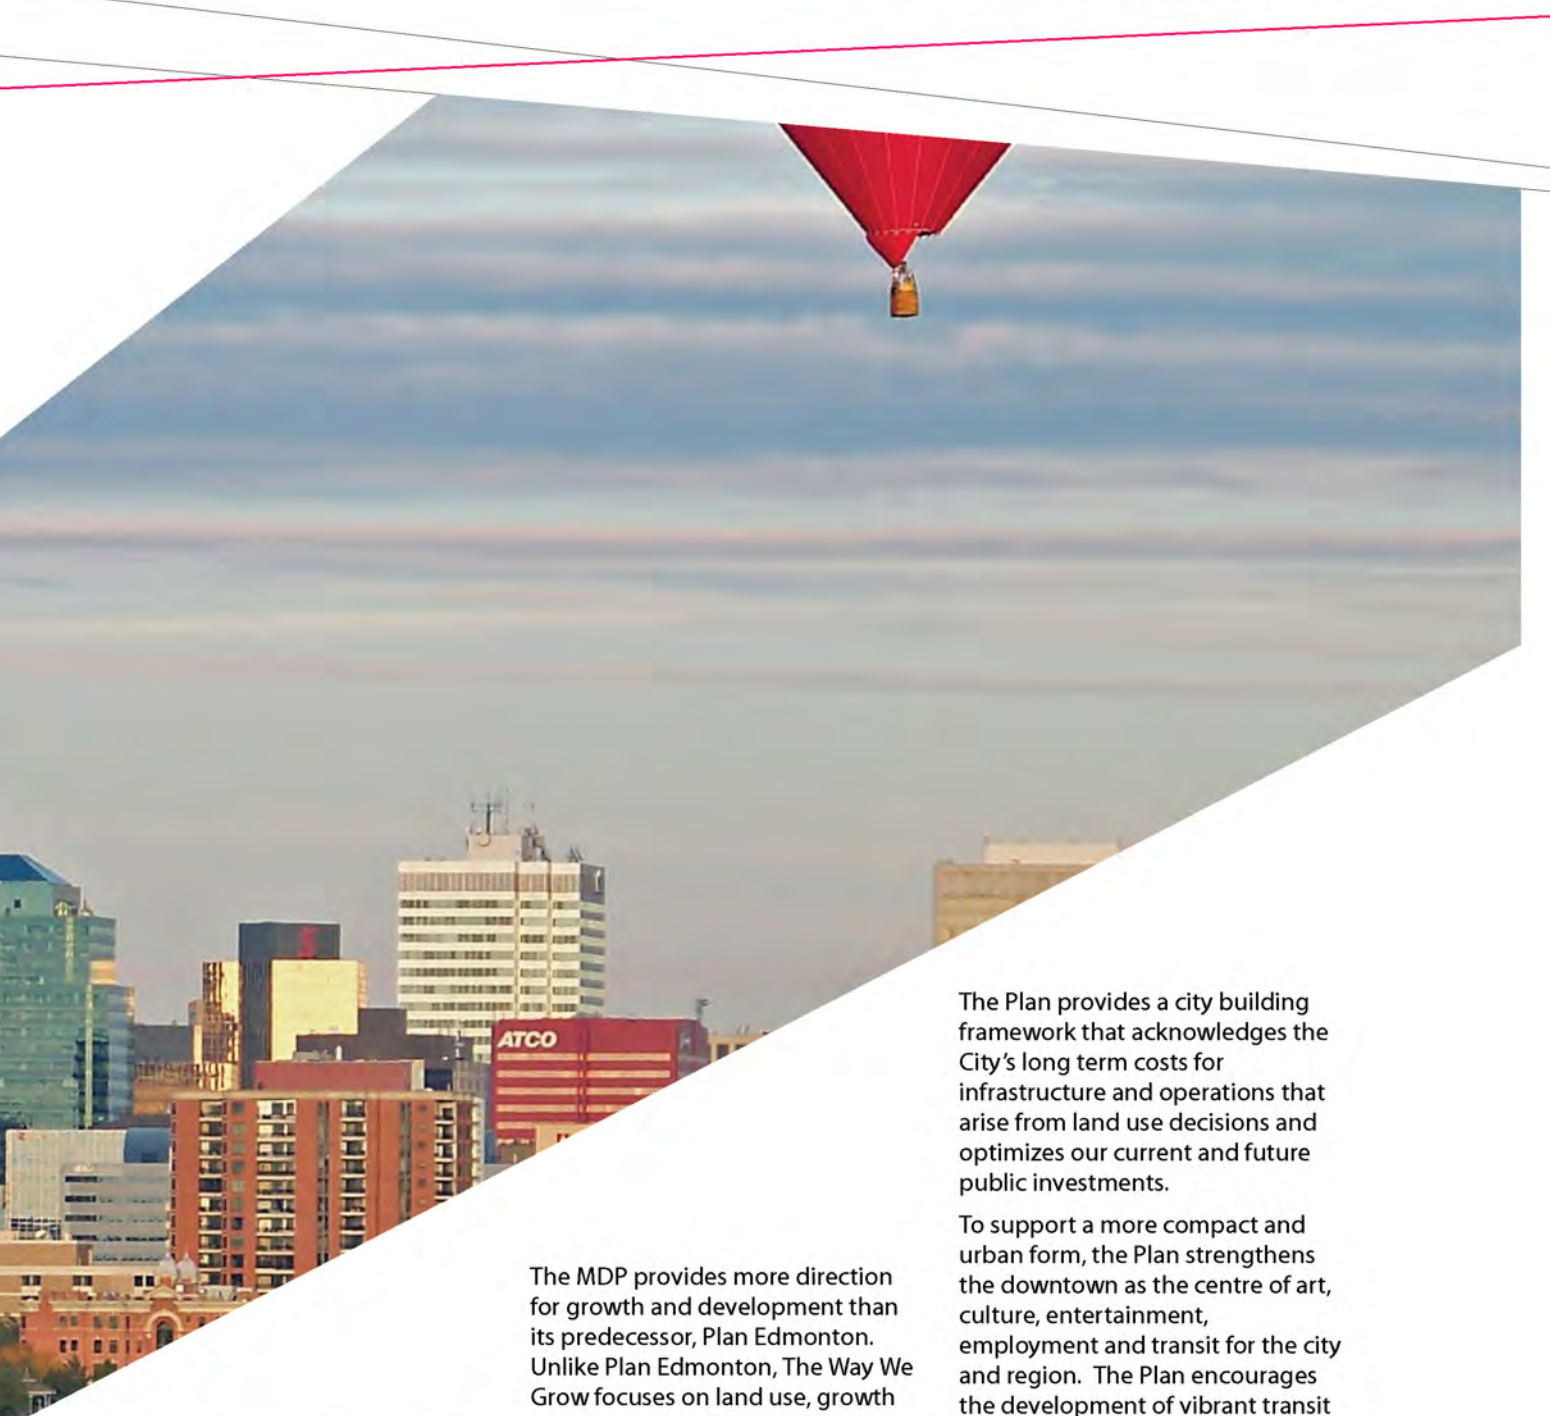 ATCO
The MDP provides more direction
for growth and development than
its predecessor, Plan Edmonton.
Unlike Plan Edmonton, The Way We
Grow focuses on land use, growth
The Plan provides a city building
framework that acknowledges the
City's long term costs for
infrastructure and operations that
arise from land use decisions and
optimizes our current and future
public investments.
To support a more compact and
urban form, the Plan strengthens
the downtown as the centre of art,
culture, entertainment,
employment and transit for the city
and region.  The Plan encourages
the development of vibrant transit